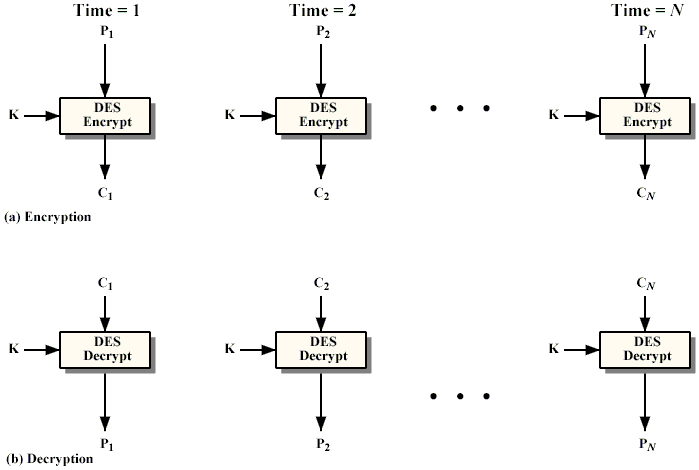 Time = 1 Time = 2 Time = N
P1 P2 PN
K DES Encrypt K DES Encrypt K DES Encrypt
C1 C2 CN
(a) Encryption
C1 C2 CN
K DES Decrypt K DES Decrypt K DES Decrypt
P1 P2 PN
(b) Decryption